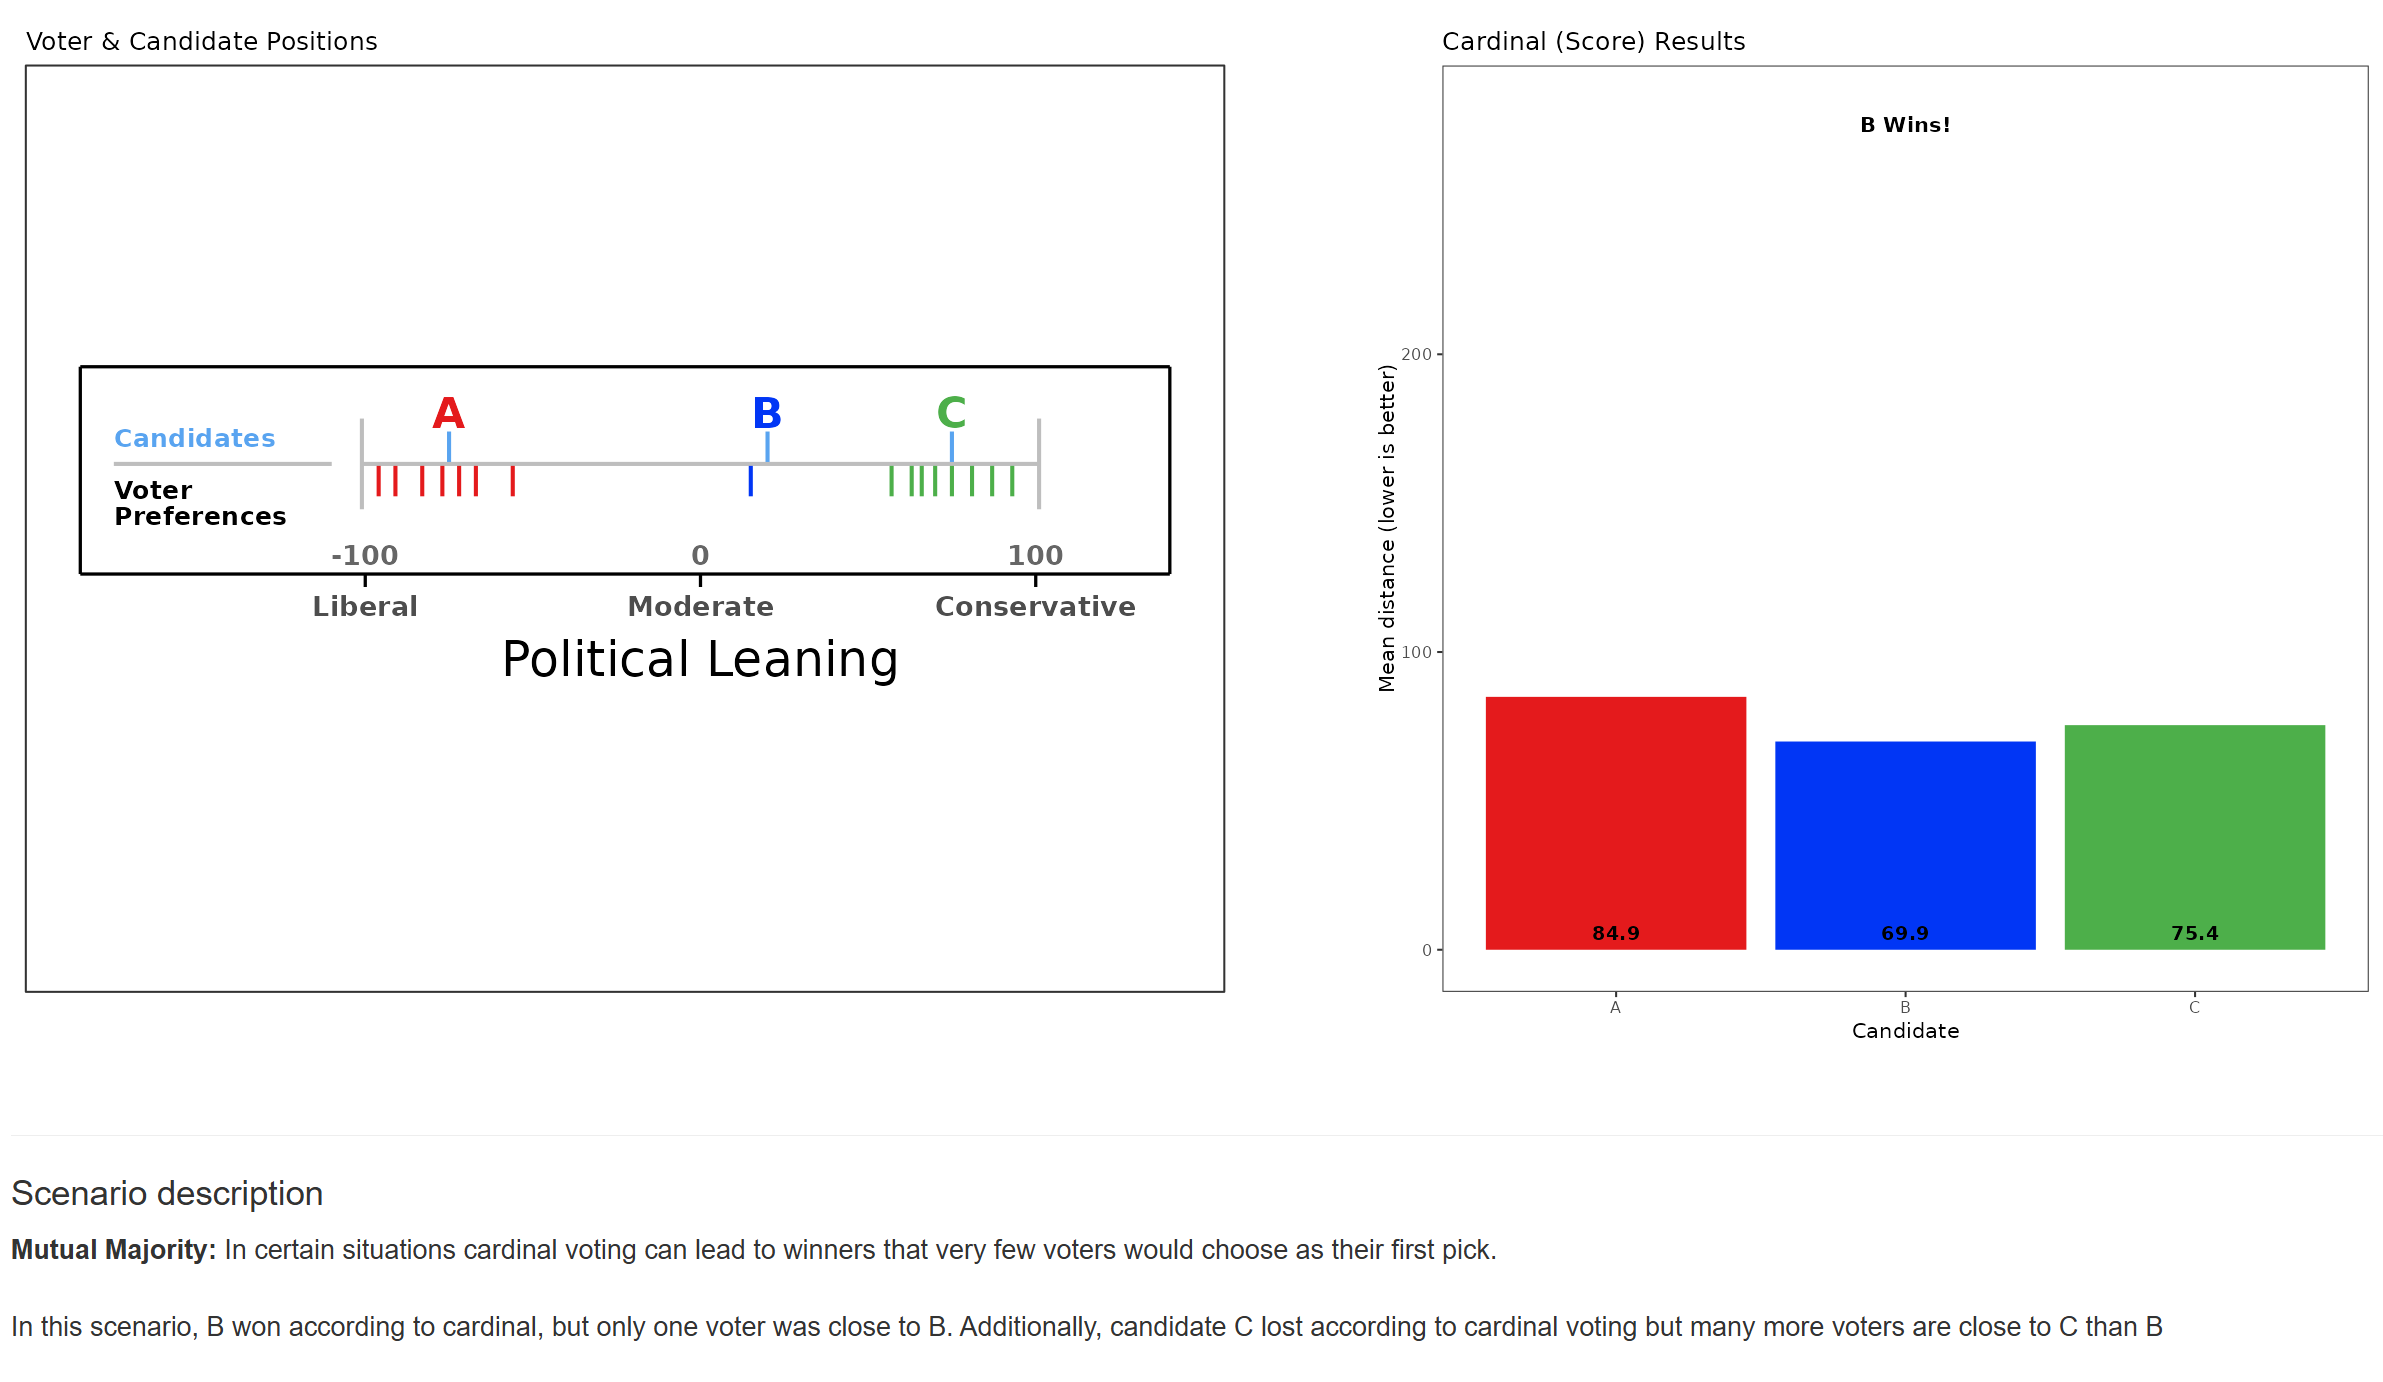 Voter & Candidate Positions
A B C
Candidates
Voter
Preferences
-100 0 100
Liberal Moderate Conservative
Political Leaning
Cardinal (Score) Results
B Wins!
Mean distance (lower is better)
200
100
0
84.9 69.9 75.4
A B C
Candidate
Scenario description
Mutual Majority: In certain situations cardinal voting can lead to winners that very few voters would choose as their first pick.
In this scenario, B won according to cardinal, but only one voter was close to B. Additionally, candidate C lost according to cardinal voting but many more voters are close to C than B